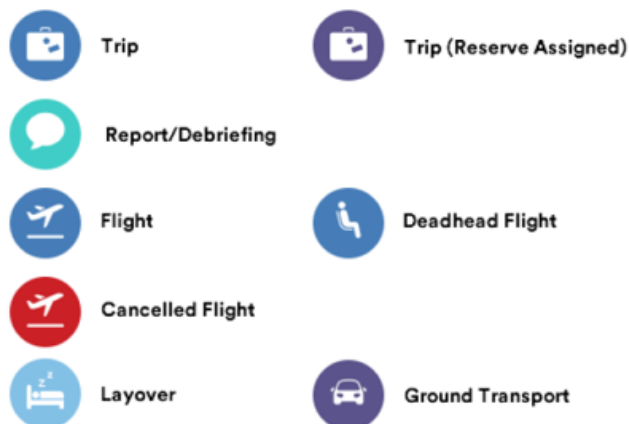 Trip
Trip (Reserve Assigned)
Report/Debriefing
Flight
Deadhead Flight
Cancelled Flight
z z
Layover
Ground Transport